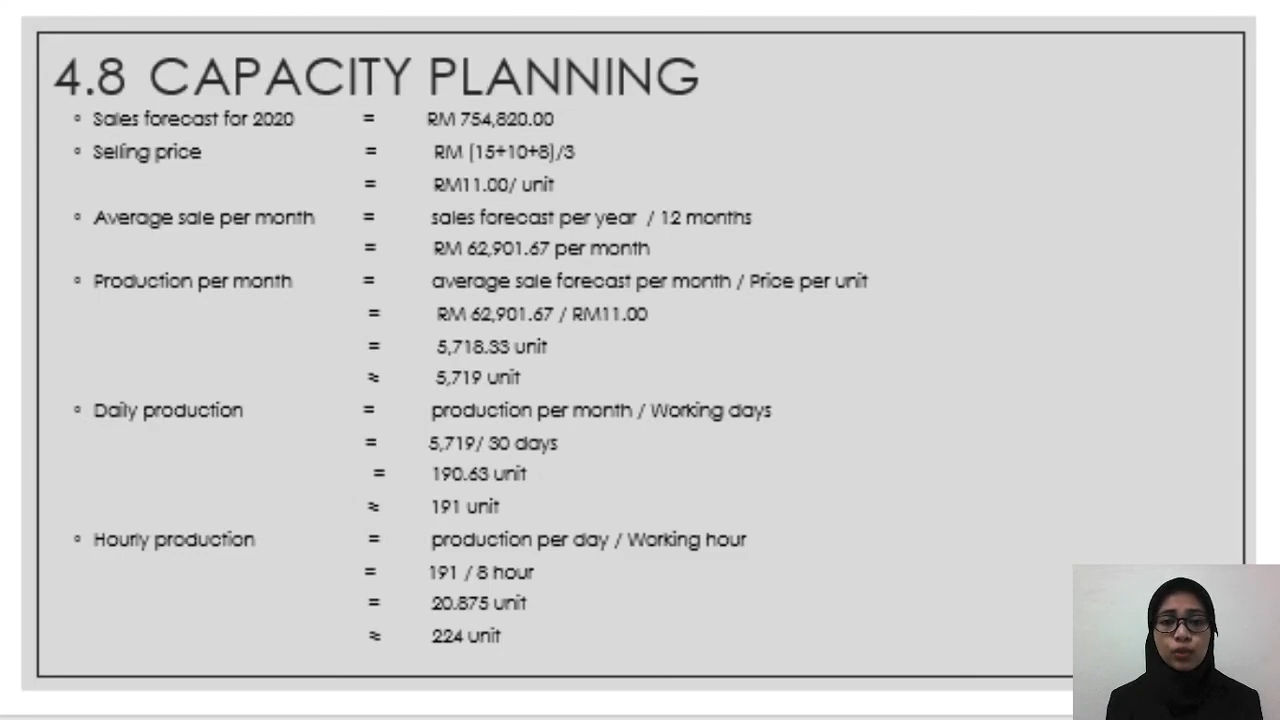 4.8 CAPACITY PLANNING
◦ Sales forecast for 2020 = RM 754,820.00
◦ Selling price = RM (15+10+8)/3
= RM11.00/ unit
◦ Average sale per month = sales forecast per year / 12 months
= RM 62,901.67 per month
◦ Production per month = average sale forecast per month / Price per unit
= RM 62,901.67 / RM11.00
= 5,718.33 unit
≈ 5,719 unit
◦ Daily production = production per month / Working days
= 5,719/ 30 days
= 190.63 unit
≈ 191 unit
◦ Hourly production = production per day / Working hour
= 191 / 8 hour
= 20.875 unit
≈ 224 unit